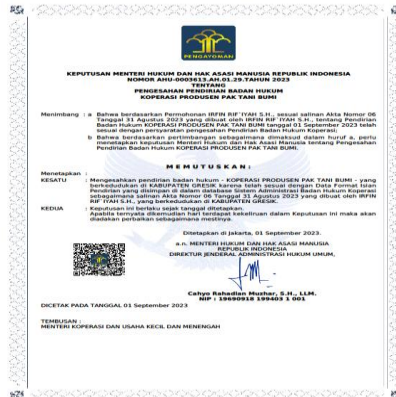 PENGAYOMAN
KEPUTUSAN MENTERI HUKUM DAN HAK ASASI MANUSIA REPUBLIK INDONESIA
NOMOR AHU-0003613.AH.01.29.TAHUN 2023
TENTANG
PENGESAHAN PENDIRIAN BADAN HUKUM
KOPERASI PRODUSEN PAK TANI BUMI
Menimbang : a Bahwa berdasarkan Permohonan IRFIN RIF`IYAH S.H., sesuai salinan Akta Nomor 06
Tanggal 31 Agustus 2023 yang dibuat oleh IRFIN RIF`IYAH S.H., tentang Pendirian
Badan Hukum KOPERASI PRODUSEN PAK TANI BUMI tanggal 01 September 2023 telah
sesuai dengan persyaratan pengesahan Pendirian Badan Hukum Koperasi;
b Bahwa berdasarkan pertimbangan sebagaimana dimaksud dalam huruf a, perlu
menetapkan keputusan Menteri Hukum dan Hak Asasi Manusia tentang Pengesahan
Pendirian Badan Hukum KOPERASI PRODUSEN PAK TANI BUMI.
M E M U T U S K A N :
Menetapkan :
KESATU : Mengesahkan pendirian badan hukum - KOPERASI PRODUSEN PAK TANI BUMI - yang
berkedudukan di KABUPATEN GRESIK karena telah sesuai dengan Data Format Isian
Pendirian yang disimpan di dalam database Sistem Administrasi Badan Hukum Koperasi
sebagaimana salinan Akta Nomor 06 Tanggal 31 Agustus 2023 yang dibuat oleh IRFIN
RIF`IYAH S.H., yang berkedudukan di KABUPATEN GRESIK.
KEDUA : Keputusan ini berlaku sejak tanggal ditetapkan.
Apabila ternyata dikemudian hari terdapat kekeliruan dalam Keputusan ini maka akan
diadakan perbaikan sebagaimana mestinya.
Ditetapkan di Jakarta, 01 September 2023.
a.n. MENTERI HUKUM DAN HAK ASASI MANUSIA
REPUBLIK INDONESIA
DIREKTUR JENDERAL ADMINISTRASI HUKUM UMUM,
Cahyo Rahadian Muzhar, S.H., LLM.
NIP : 19690918 199403 1 001
DICETAK PADA TANGGAL 01 September 2023
TEMBUSAN :
MENTERI KOPERASI DAN USAHA KECIL DAN MENENGAH